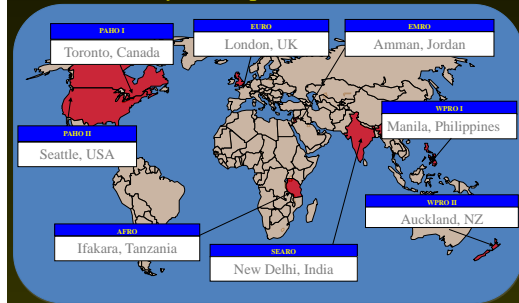 PAHO I
Toronto, Canada
EURO
London, UK
EMRO
Amman, Jordan
WPRO I
Manila, Philippines
PAHO II
Seattle, USA
WPRO II
Auckland, NZ
AFRO
Ifakara, Tanzania
SEARO
New Delhi, India